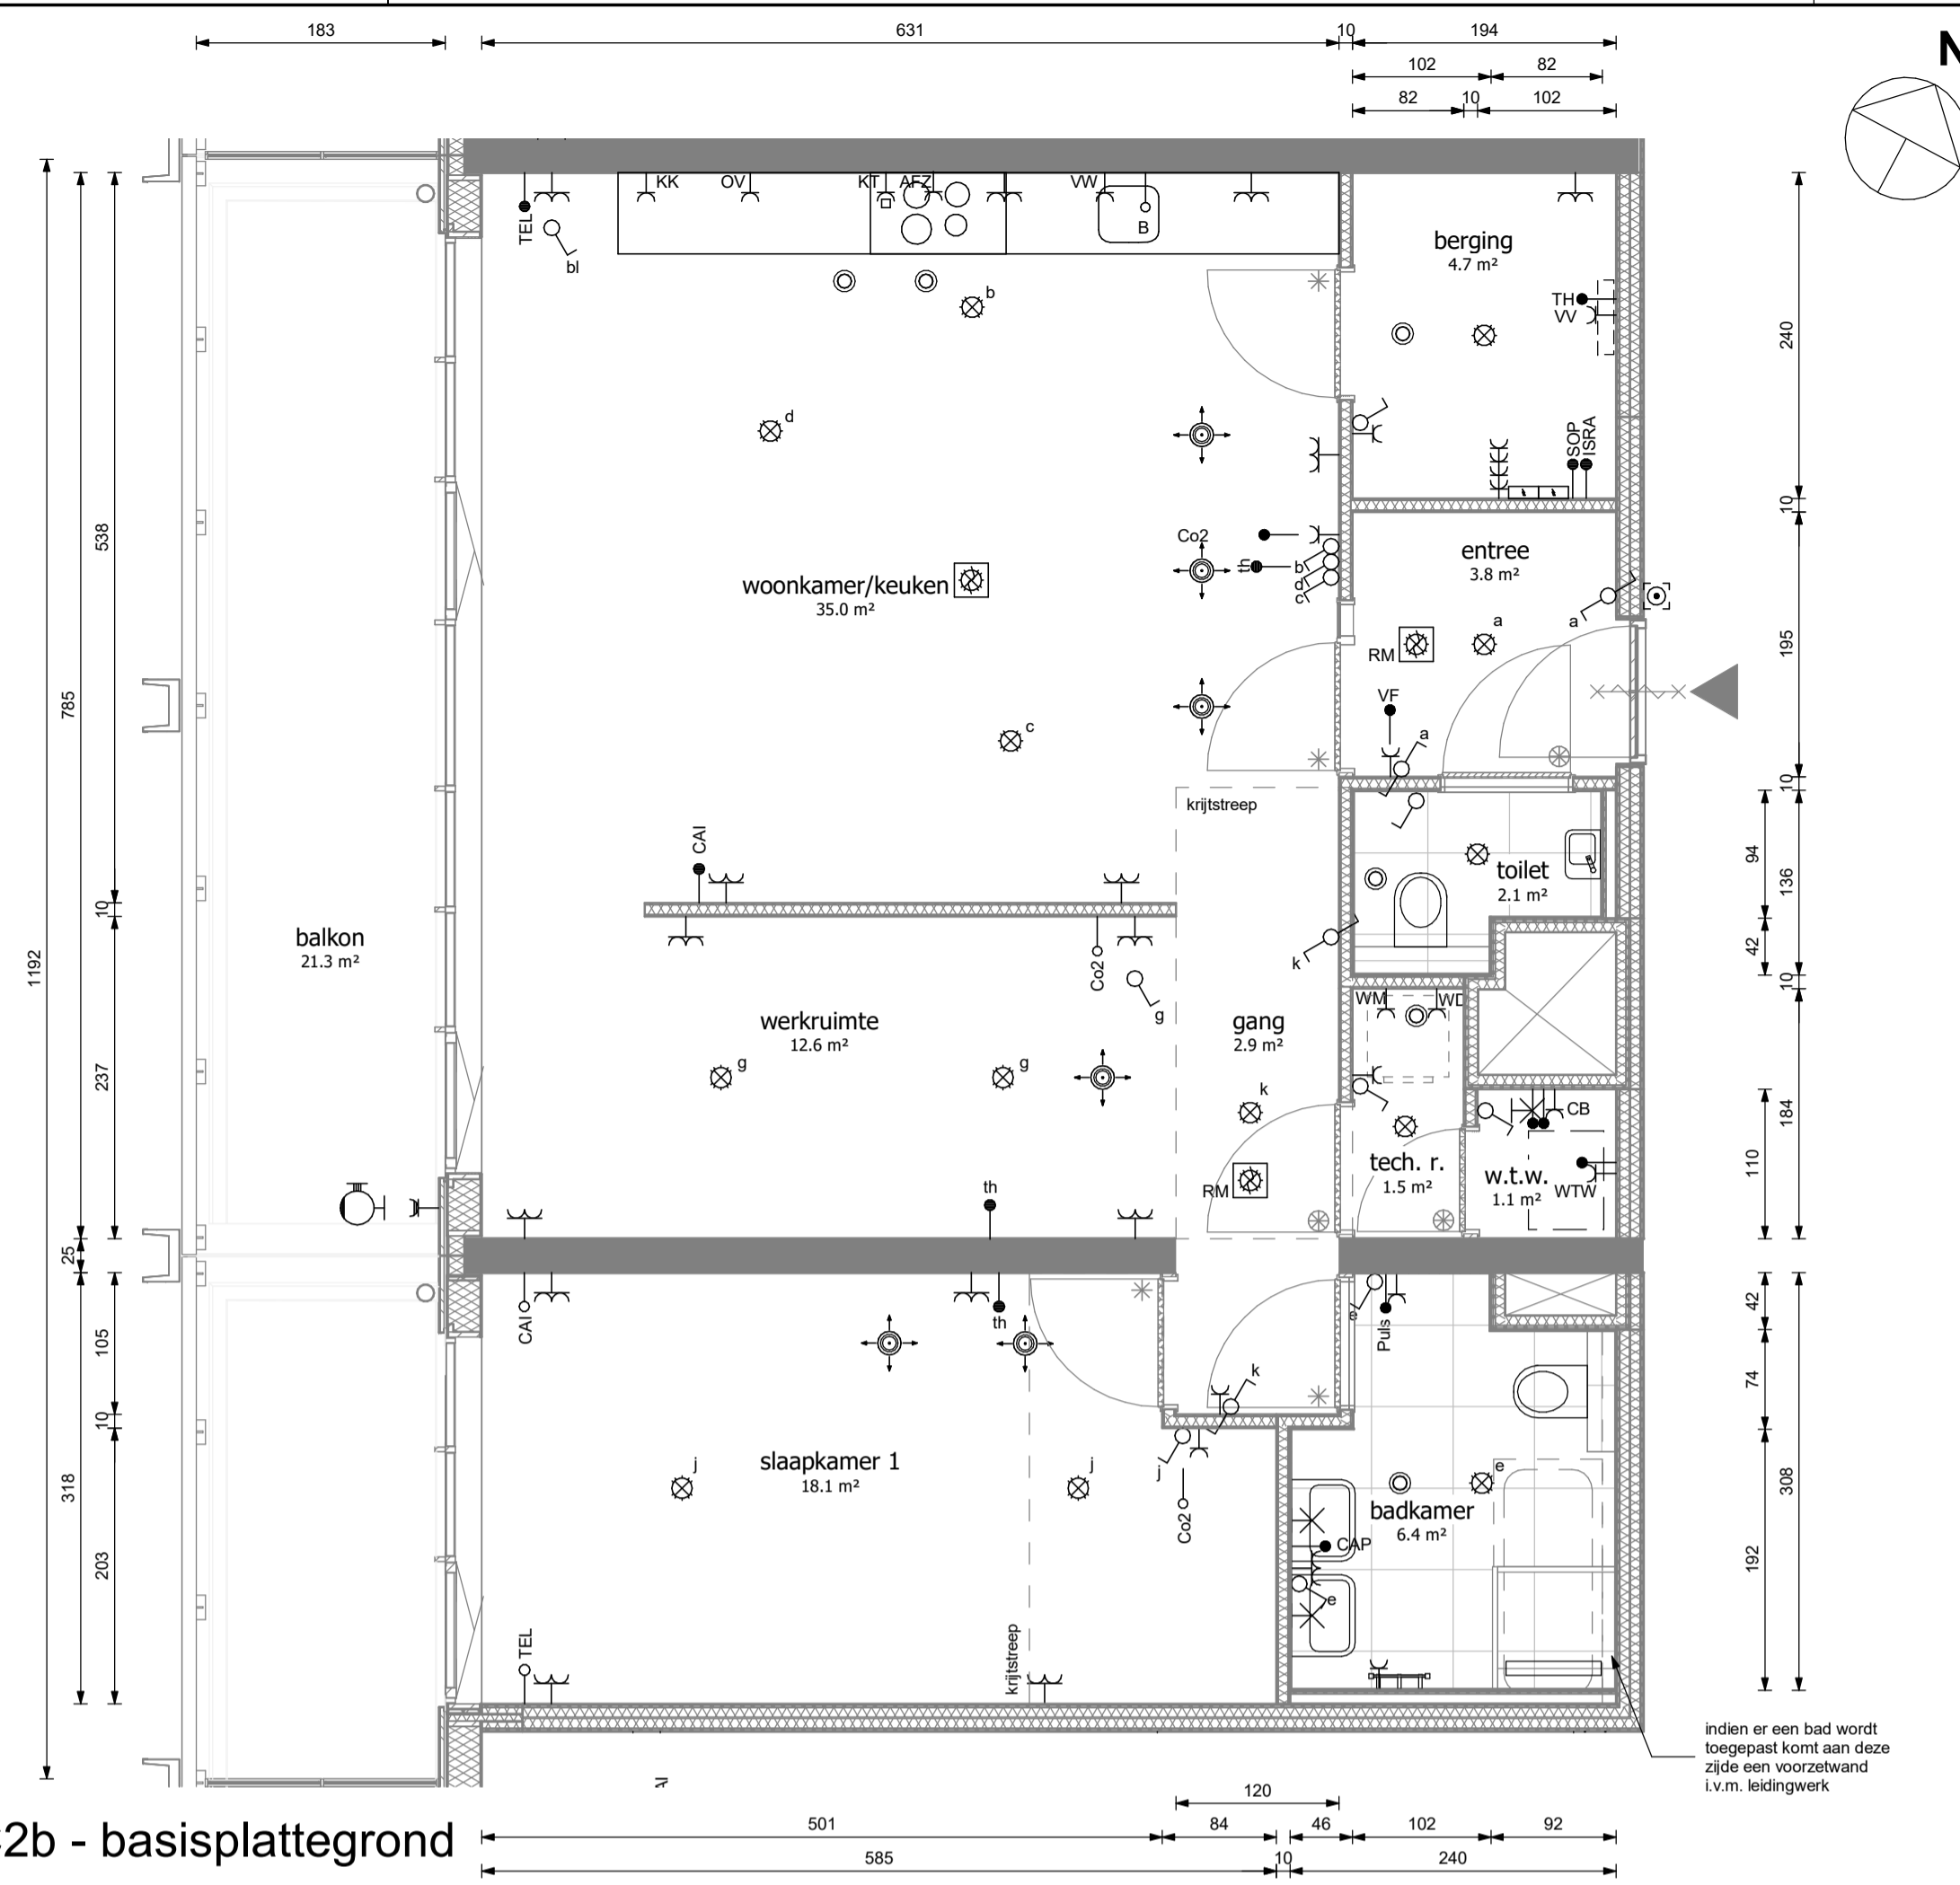 183
631
10
194
102
82
82
10
102
N
KK
OV
KT
AFZ
VW
B
TEL
bl
b
berging
4.7 m²
TH
VV
240
d
SOP
ISRA
10
538
785
1192
Co2
th
b
d
c
woonkamer/keuken
35.0 m²
entree
3.8 m²
a
a
RM
VF
a
195
c
10
krijtstreep
CAI
toilet
2.1 m²
94
136
42
10
10
balkon
21.3 m²
k
Co2
g
WM
WD
werkruimte
12.6 m²
gang
2.9 m²
237
g
g
k
CB
184
110
tech. r.
1.5 m²
w.t.w.
1.1 m²
WTW
RM
th
25
CAI
th
e
Puls
42
105
74
k
10
318
slaapkamer 1
18.1 m²
j
j
j
Co2
e
badkamer
6.4 m²
CAP
e
308
192
203
TEL
krijtstreep
indien er een bad wordt
toegepast komt aan deze
zijde een voorzetwand
i.v.m. leidingwerk
2b - basisplattegrond
120
501
84
46
102
92
585
10
240